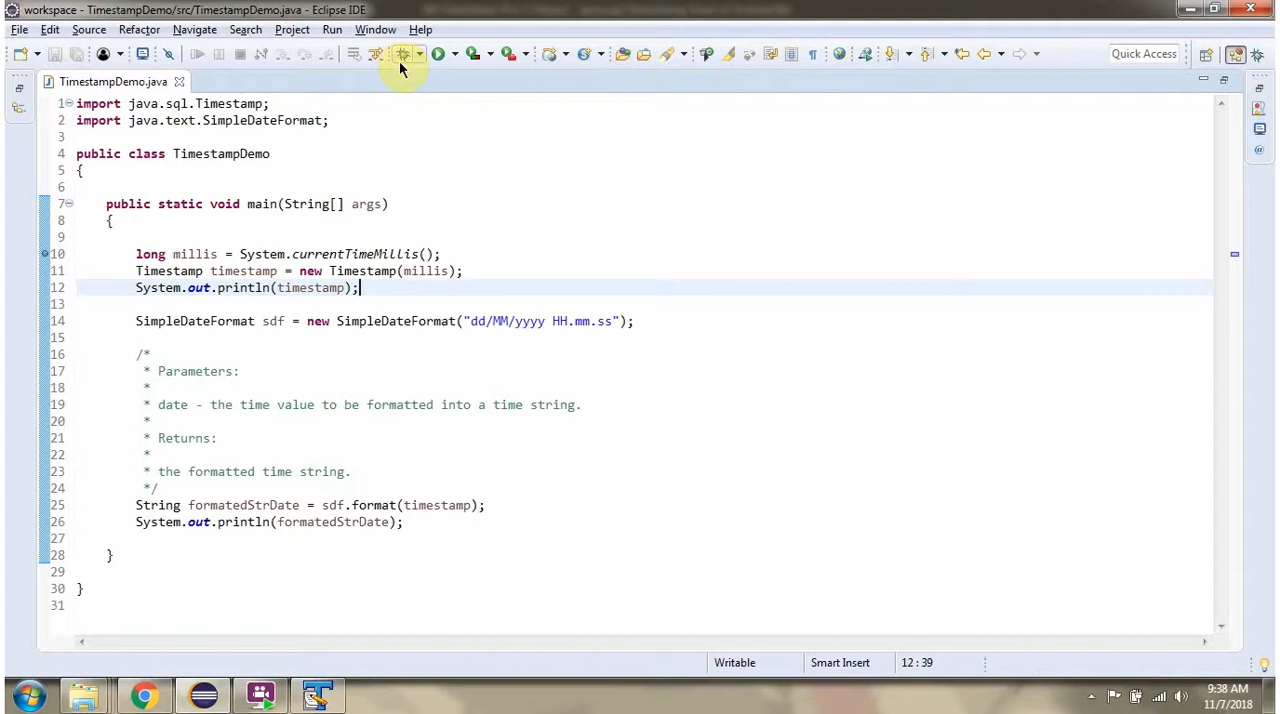 workspace - TimestampDemo/src/TimestampDemo.java - Eclipse IDE
File Edit Source Refactor Navigate Search Project Run Window Help
Quick Access
TimestampDemo.java
1 import java.sql.Timestamp;
2 import java.text.SimpleDateFormat;
3
4 public class TimestampDemo
5 {
6
7 public static void main(String[] args)
8 {
9
10 long millis = System.currentTimeMillis();
11 Timestamp timestamp = new Timestamp(millis);
12 System.out.println(timestamp);
13
14 SimpleDateFormat sdf = new SimpleDateFormat("dd/MM/yyyy HH.mm.ss");
15
16 /*
17 * Parameters:
18 *
19 * date - the time value to be formatted into a time string.
20 *
21 * Returns:
22 *
23 * the formatted time string.
24 */
25 String formatedStrDate = sdf.format(timestamp);
26 System.out.println(formatedStrDate);
27
28 }
29
30 }
31
Writable Smart Insert 12 : 39
9:38 AM
11/7/2018